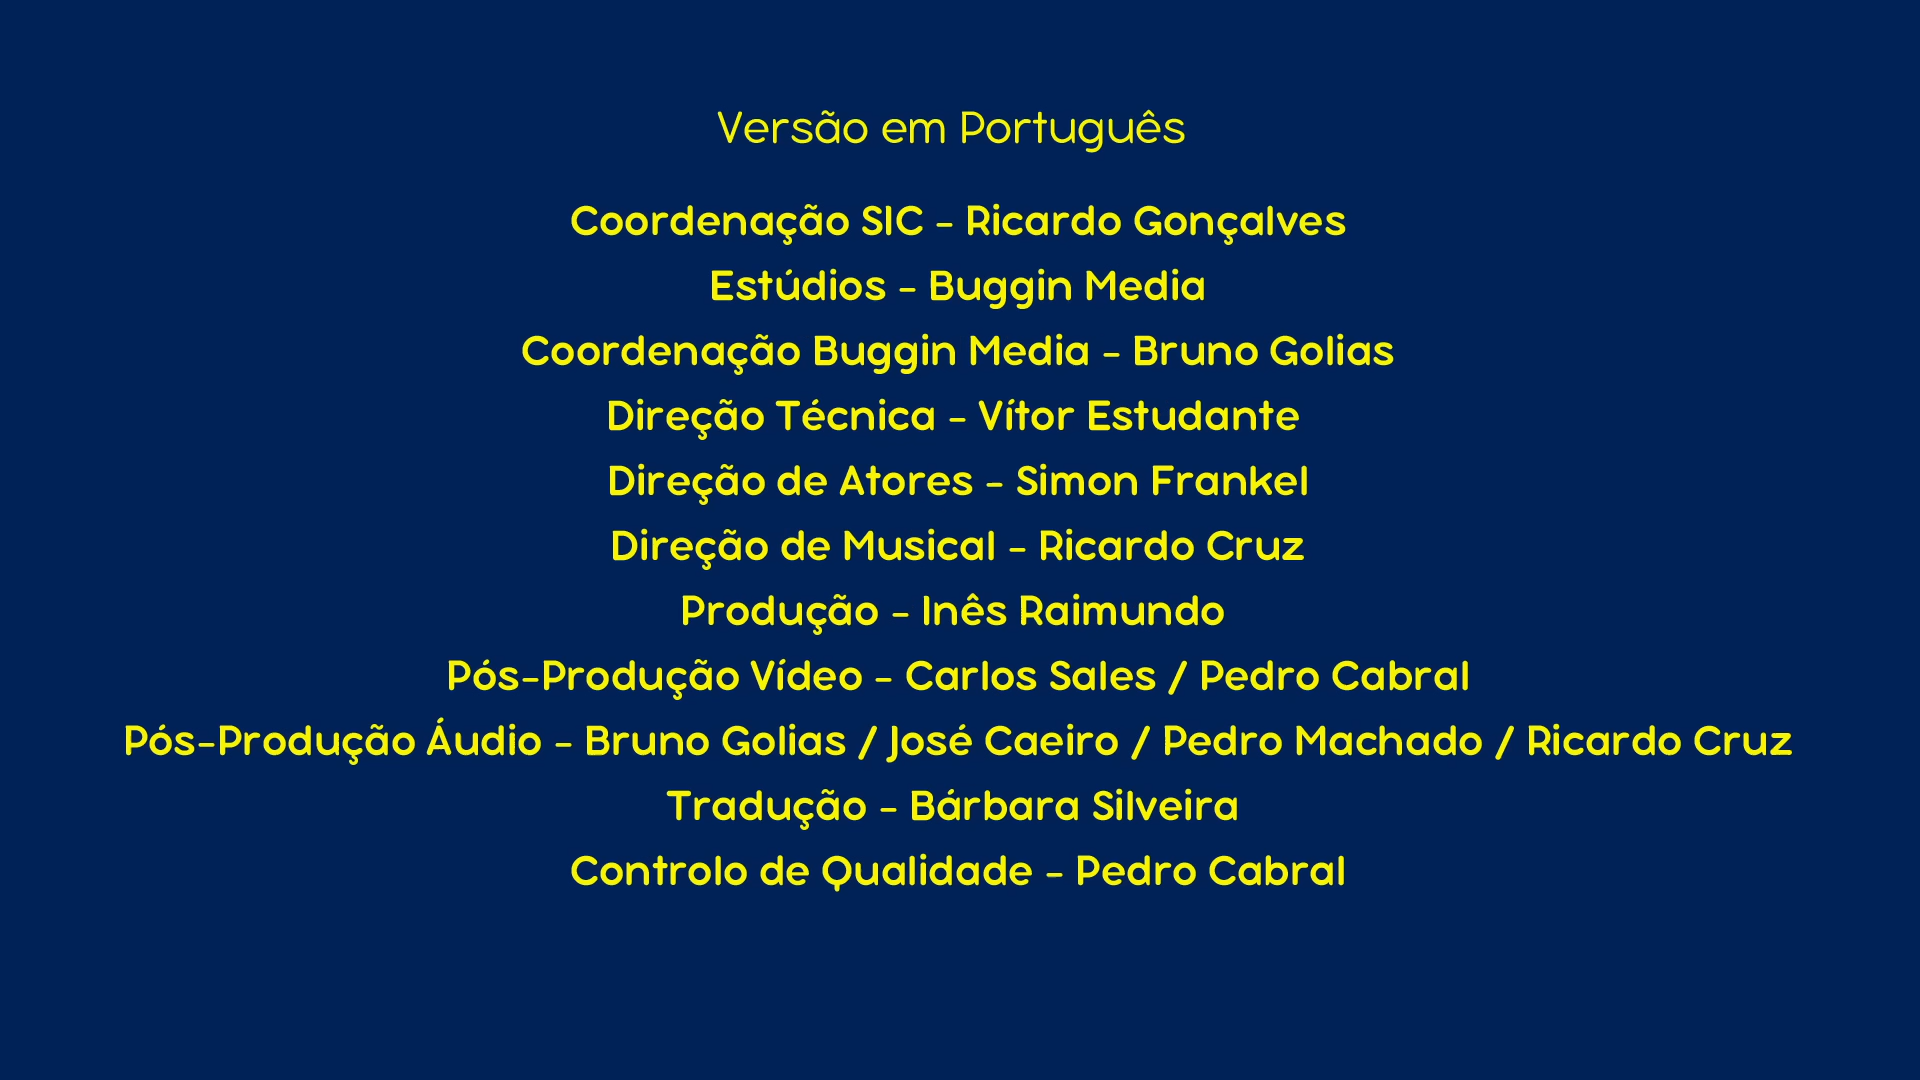 Versão em Português
Coordenação SIC - Ricardo Gonçalves
Estúdios - Buggin Media
Coordenação Buggin Media - Bruno Golias
Direção Técnica - Vítor Estudante
Direção de Atores - Simon Frankel
Direção de Musical - Ricardo Cruz
Produção - Inês Raimundo
Pós-Produção Vídeo - Carlos Sales / Pedro Cabral
Pós-Produção Áudio - Bruno Golias / José Caeiro / Pedro Machado / Ricardo Cruz
Tradução - Bárbara Silveira
Controlo de Qualidade - Pedro Cabral